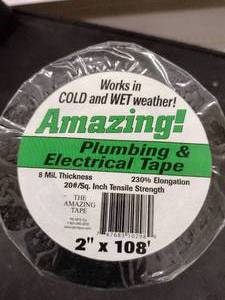 Works in
COLD and WET weather!
Amazing!
Plumbing &
Electrical Tape
8 Mil. Thickness 230% Elongation
20#/Sq. Inch Tensile Strength
THE
AMAZING
TAPE
2" x 108'